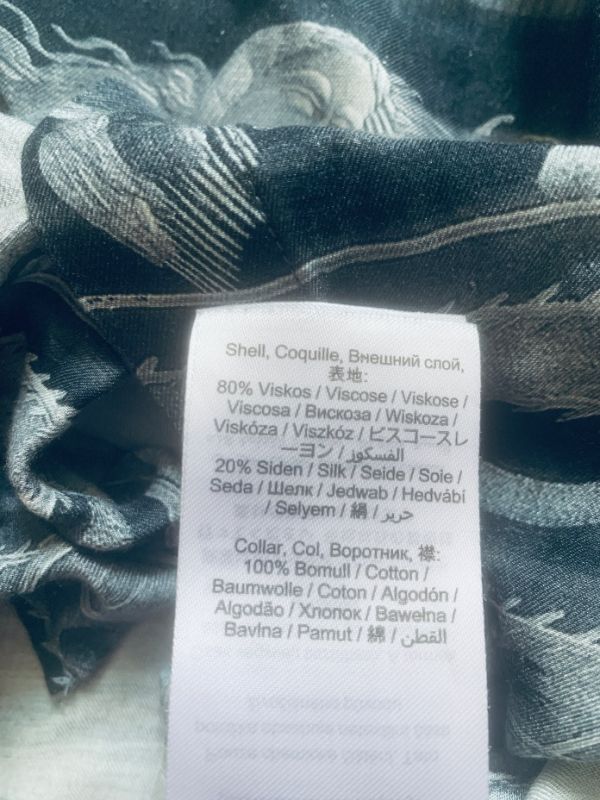 Shell, Coquille, Внешний слой,
表地:
80% Viskos / Viscose / Viskose /
Viscosa / Вискоза / Wiskoza /
Viskóza / Viszkóz / ビスコースレ
ーヨン / الفسكوز
20% Siden / Silk / Seide / Soie /
Seda / Шелк / Jedwab / Hedvábí
/ Selyem / 絹 / حرير
Collar, Col, Воротник, 襟:
100% Bomull / Cotton /
Baumwolle / Coton / Algodón /
Algodão / Хлопок / Bawełna /
Bavlna / Pamut / 綿 / القطن